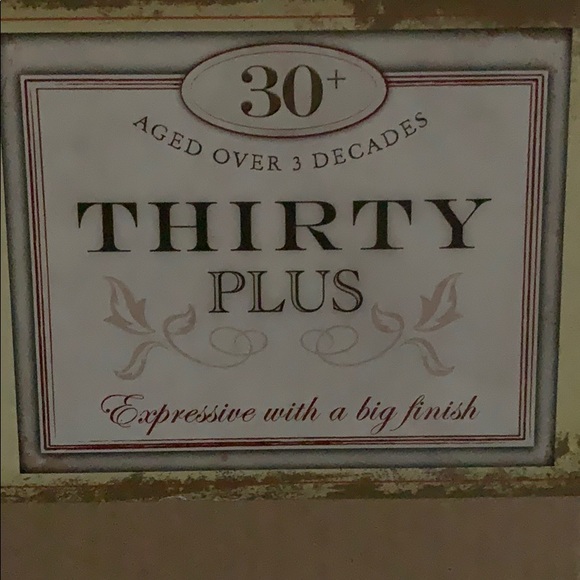 30+
AGED OVER 3 DECADES
THIRTY
PLUS
Expressive with a big finish